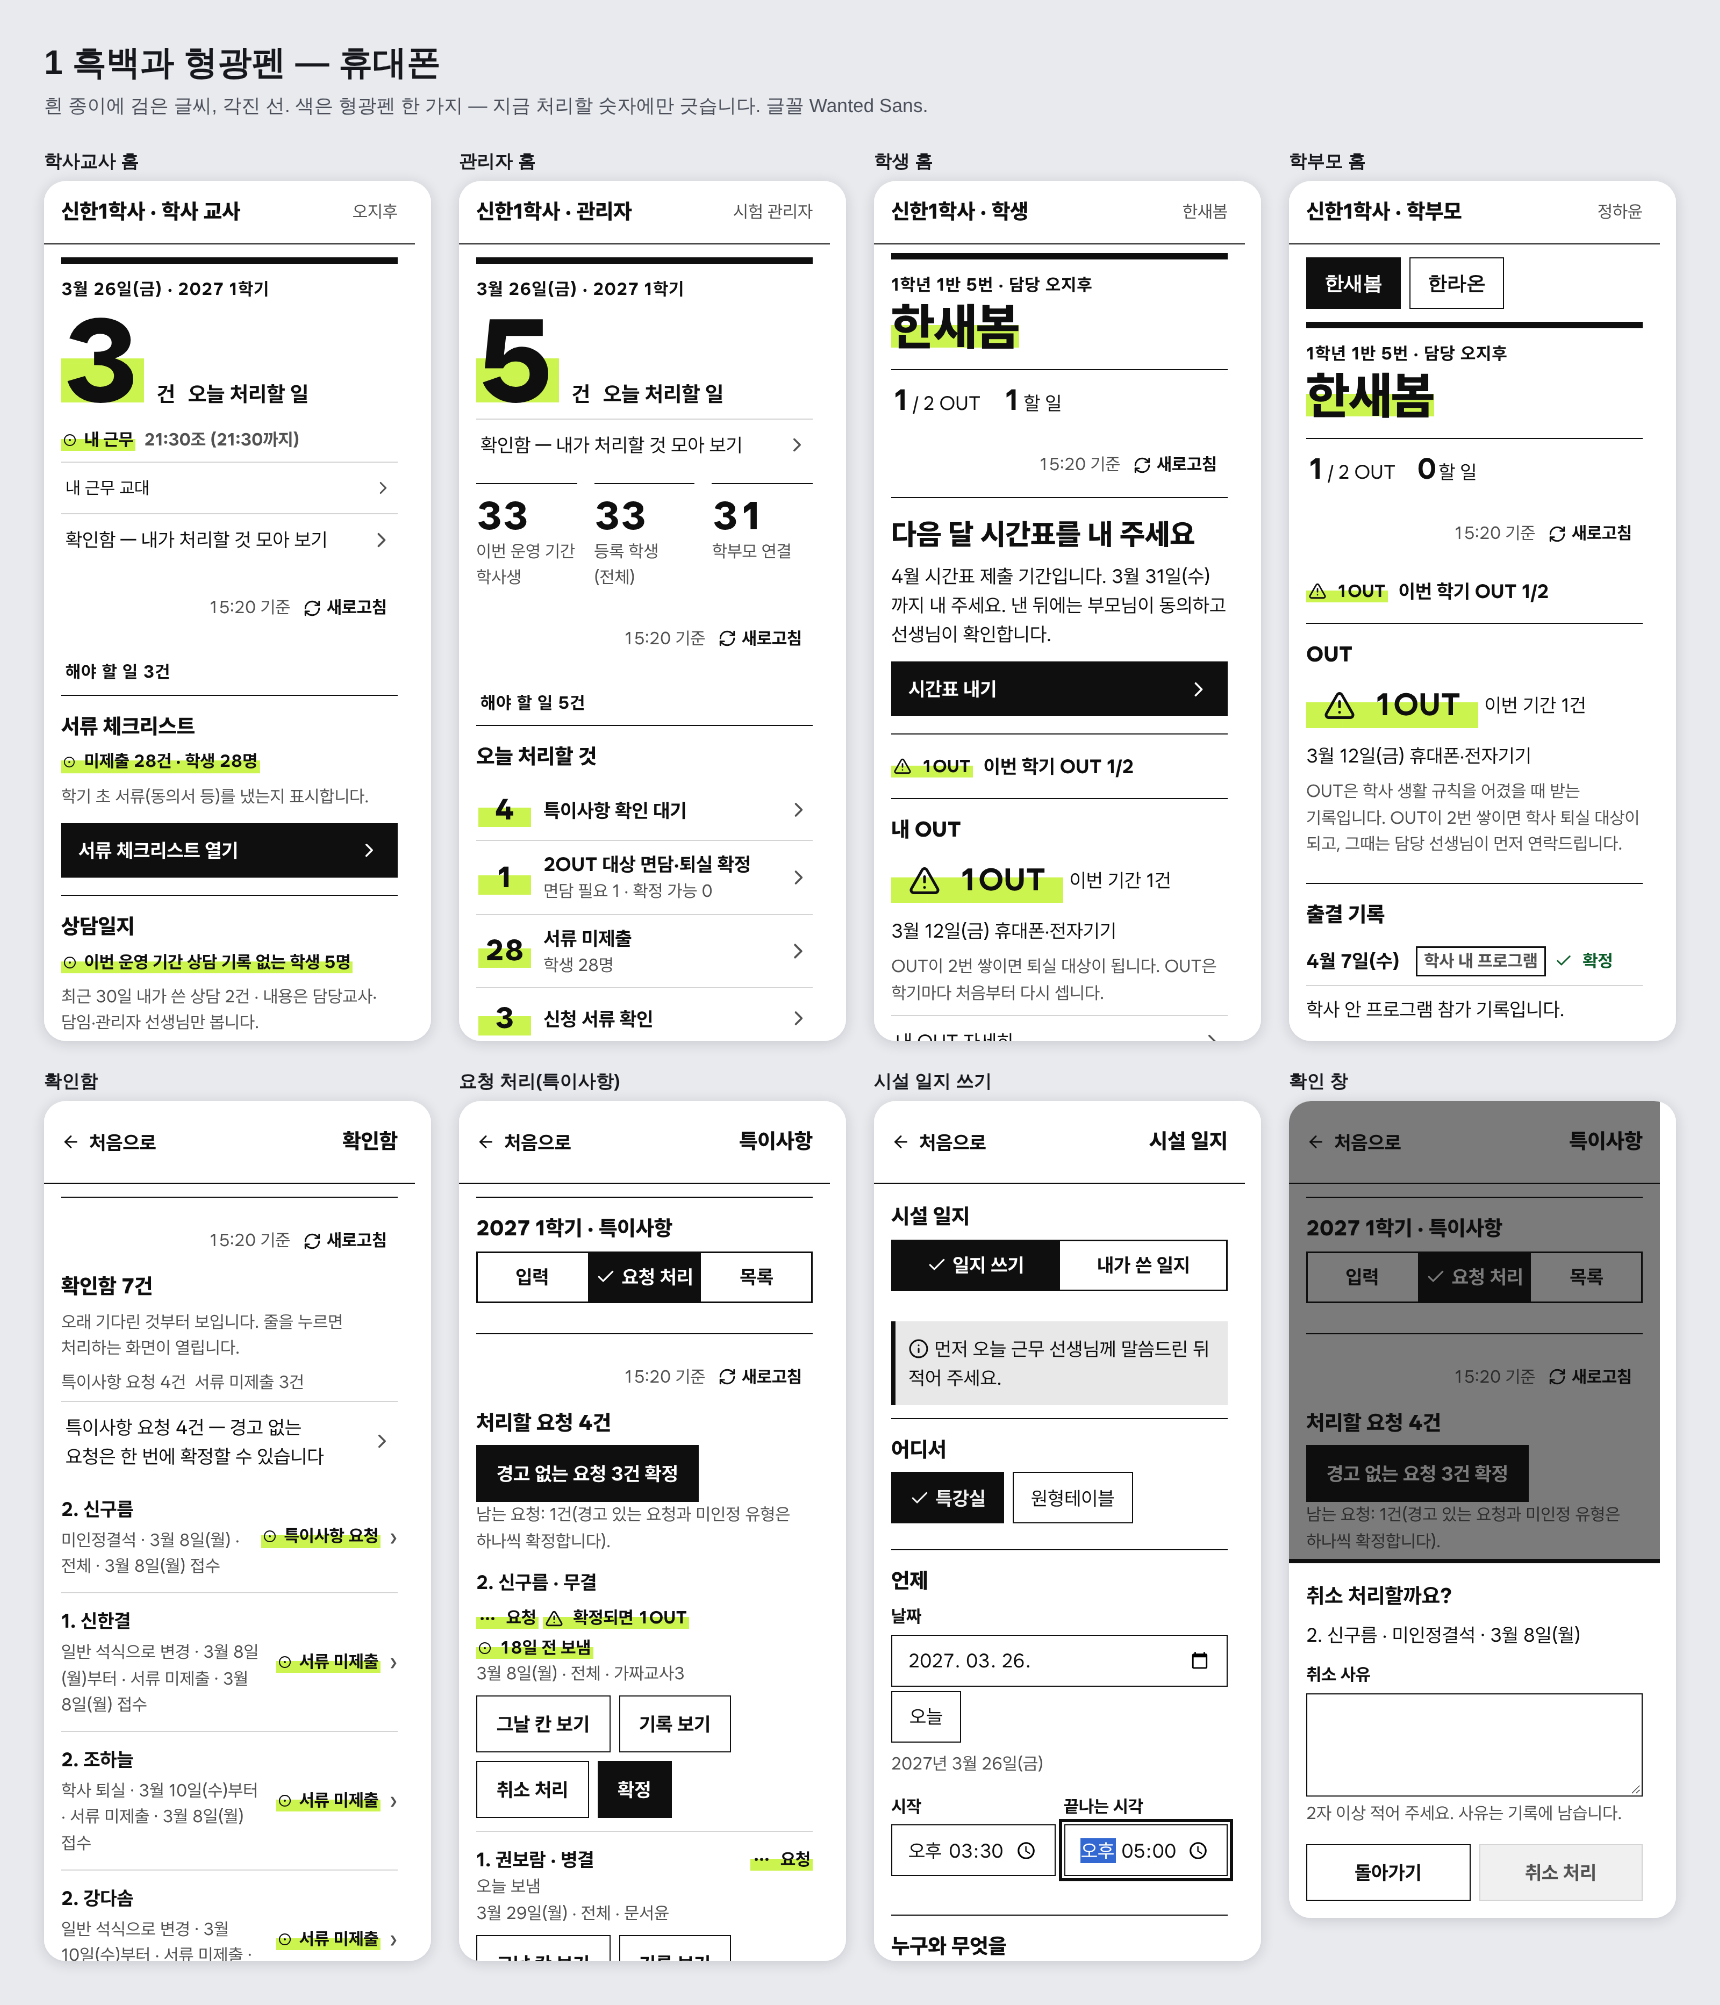 1 흑백과 형광펜 — 휴대폰
흰 종이에 검은 글씨, 각진 선. 색은 형광펜 한 가지 — 지금 처리할 숫자에만 긋습니다. 글꼴 Wanted Sans.
학사교사 홈
신한1학사 · 학사 교사
오지후
3월 26일(금) · 2027 1학기
3 건 오늘 처리할 일
내 근무 21:30조 (21:30까지)
내 근무 교대
확인함 — 내가 처리할 것 모아 보기
15:20 기준 새로고침
해야 할 일 3건
서류 체크리스트
미제출 28건 · 학생 28명
학기 초 서류(동의서 등)를 냈는지 표시합니다.
서류 체크리스트 열기
상담일지
이번 운영 기간 상담 기록 없는 학생 5명
최근 30일 내가 쓴 상담 2건 · 내용은 담당교사·
담임·관리자 선생님만 봅니다.
관리자 홈
신한1학사 · 관리자
시험 관리자
3월 26일(금) · 2027 1학기
5 건 오늘 처리할 일
확인함 — 내가 처리할 것 모아 보기
33 33 31
이번 운영 기간 등록 학생 학부모 연결
학사생 (전체)
15:20 기준 새로고침
해야 할 일 5건
오늘 처리할 것
4 특이사항 확인 대기
1 2OUT 대상 면담·퇴실 확정
면담 필요 1 · 확정 가능 0
28 서류 미제출
학생 28명
3 신청 서류 확인
학생 홈
신한1학사 · 학생
한새봄
1학년 1반 5번 · 담당 오지후
한새봄
1 / 2 OUT 1 할 일
15:20 기준 새로고침
다음 달 시간표를 내 주세요
4월 시간표 제출 기간입니다. 3월 31일(수)
까지 내 주세요. 낸 뒤에는 부모님이 동의하고
선생님이 확인합니다.
시간표 내기
1OUT 이번 학기 OUT 1/2
내 OUT
1OUT 이번 기간 1건
3월 12일(금) 휴대폰·전자기기
OUT이 2번 쌓이면 퇴실 대상이 됩니다. OUT은
학기마다 처음부터 다시 셉니다.
내 OUT 자세히
학부모 홈
신한1학사 · 학부모
정하윤
한새봄 한라온
1학년 1반 5번 · 담당 오지후
한새봄
1 / 2 OUT 0 할 일
15:20 기준 새로고침
1OUT 이번 학기 OUT 1/2
OUT
1OUT 이번 기간 1건
3월 12일(금) 휴대폰·전자기기
OUT은 학사 생활 규칙을 어겼을 때 받는
기록입니다. OUT이 2번 쌓이면 학사 퇴실 대상이
되고, 그때는 담당 선생님이 먼저 연락드립니다.
출결 기록
4월 7일(수) 학사 내 프로그램 확정
학사 안 프로그램 참가 기록입니다.
확인함
처음으로
확인함
15:20 기준 새로고침
확인함 7건
오래 기다린 것부터 보입니다. 줄을 누르면
처리하는 화면이 열립니다.
특이사항 요청 4건 서류 미제출 3건
특이사항 요청 4건 — 경고 없는
요청은 한 번에 확정할 수 있습니다
2. 신구름
미인정결석 · 3월 8일(월) ·
전체 · 3월 8일(월) 접수
특이사항 요청
1. 신한결
일반 석식으로 변경 · 3월 8일
(월)부터 · 서류 미제출 · 3월
8일(월) 접수
서류 미제출
2. 조하늘
학사 퇴실 · 3월 10일(수)부터
· 서류 미제출 · 3월 8일(월)
접수
서류 미제출
2. 강다솜
일반 석식으로 변경 · 3월
10일(수)부터 · 서류 미제출 ·
서류 미제출
요청 처리(특이사항)
처음으로
특이사항
2027 1학기 · 특이사항
입력 요청 처리 목록
15:20 기준 새로고침
처리할 요청 4건
경고 없는 요청 3건 확정
남는 요청: 1건(경고 있는 요청과 미인정 유형은
하나씩 확정합니다).
2. 신구름 · 무결
요청 확정되면 1OUT
18일 전 보냄
3월 8일(월) · 전체 · 가짜교사3
그날 칸 보기 기록 보기
취소 처리 확정
1. 권보람 · 병결 요청
오늘 보냄
3월 29일(월) · 전체 · 문서윤
그날 칸 보기 기록 보기
시설 일지 쓰기
처음으로
시설 일지
시설 일지
일지 쓰기 내가 쓴 일지
먼저 오늘 근무 선생님께 말씀드린 뒤
적어 주세요.
어디서
특강실 원형테이블
언제
날짜
2027. 03. 26.
오늘
2027년 3월 26일(금)
시작 끝나는 시각
오후 03:30 오후 05:00
누구와 무엇을
확인 창
처음으로
특이사항
2027 1학기 · 특이사항
입력 요청 처리 목록
15:20 기준 새로고침
처리할 요청 4건
경고 없는 요청 3건 확정
남는 요청: 1건(경고 있는 요청과 미인정 유형은
하나씩 확정합니다).
취소 처리할까요?
2. 신구름 · 미인정결석 · 3월 8일(월)
취소 사유
2자 이상 적어 주세요. 사유는 기록에 남습니다.
돌아가기 취소 처리